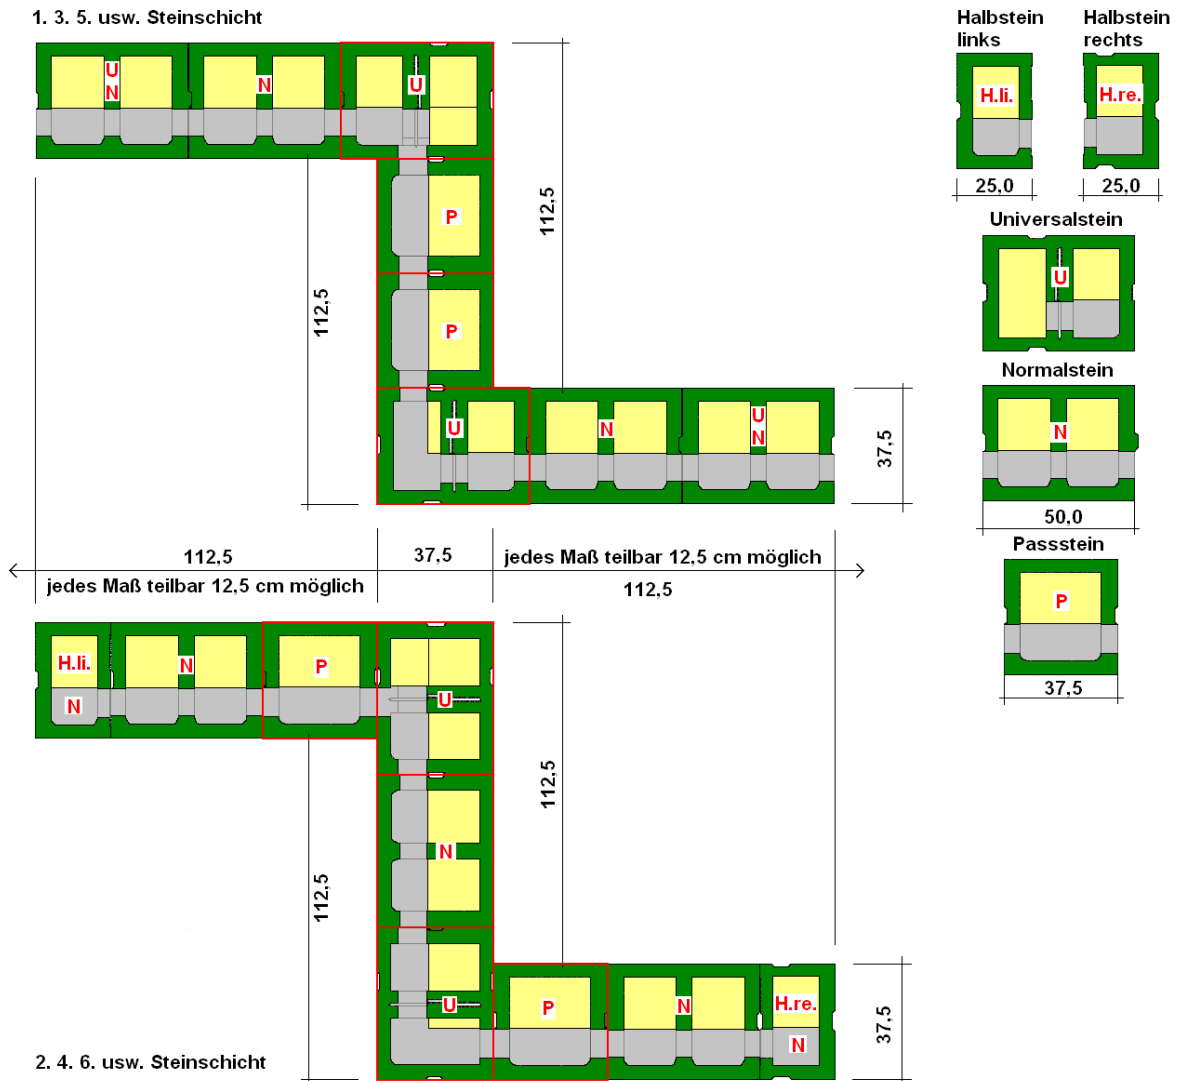 1. 3. 5. usw. Steinschicht
Halbstein
links
Halbstein
rechts
U
N
N
U
H.li.
H.re.
25,0
25,0
112,5
P
Universalstein
U
112,5
P
Normalstein
U
N
U
N
N
37,5
50,0
Passstein
112,5
37,5
jedes Maß teilbar 12,5 cm möglich
jedes Maß teilbar 12,5 cm möglich
112,5
P
37,5
H.li.
N
N
P
U
112,5
N
112,5
U
P
N
H.re.
N
37,5
2. 4. 6. usw. Steinschicht